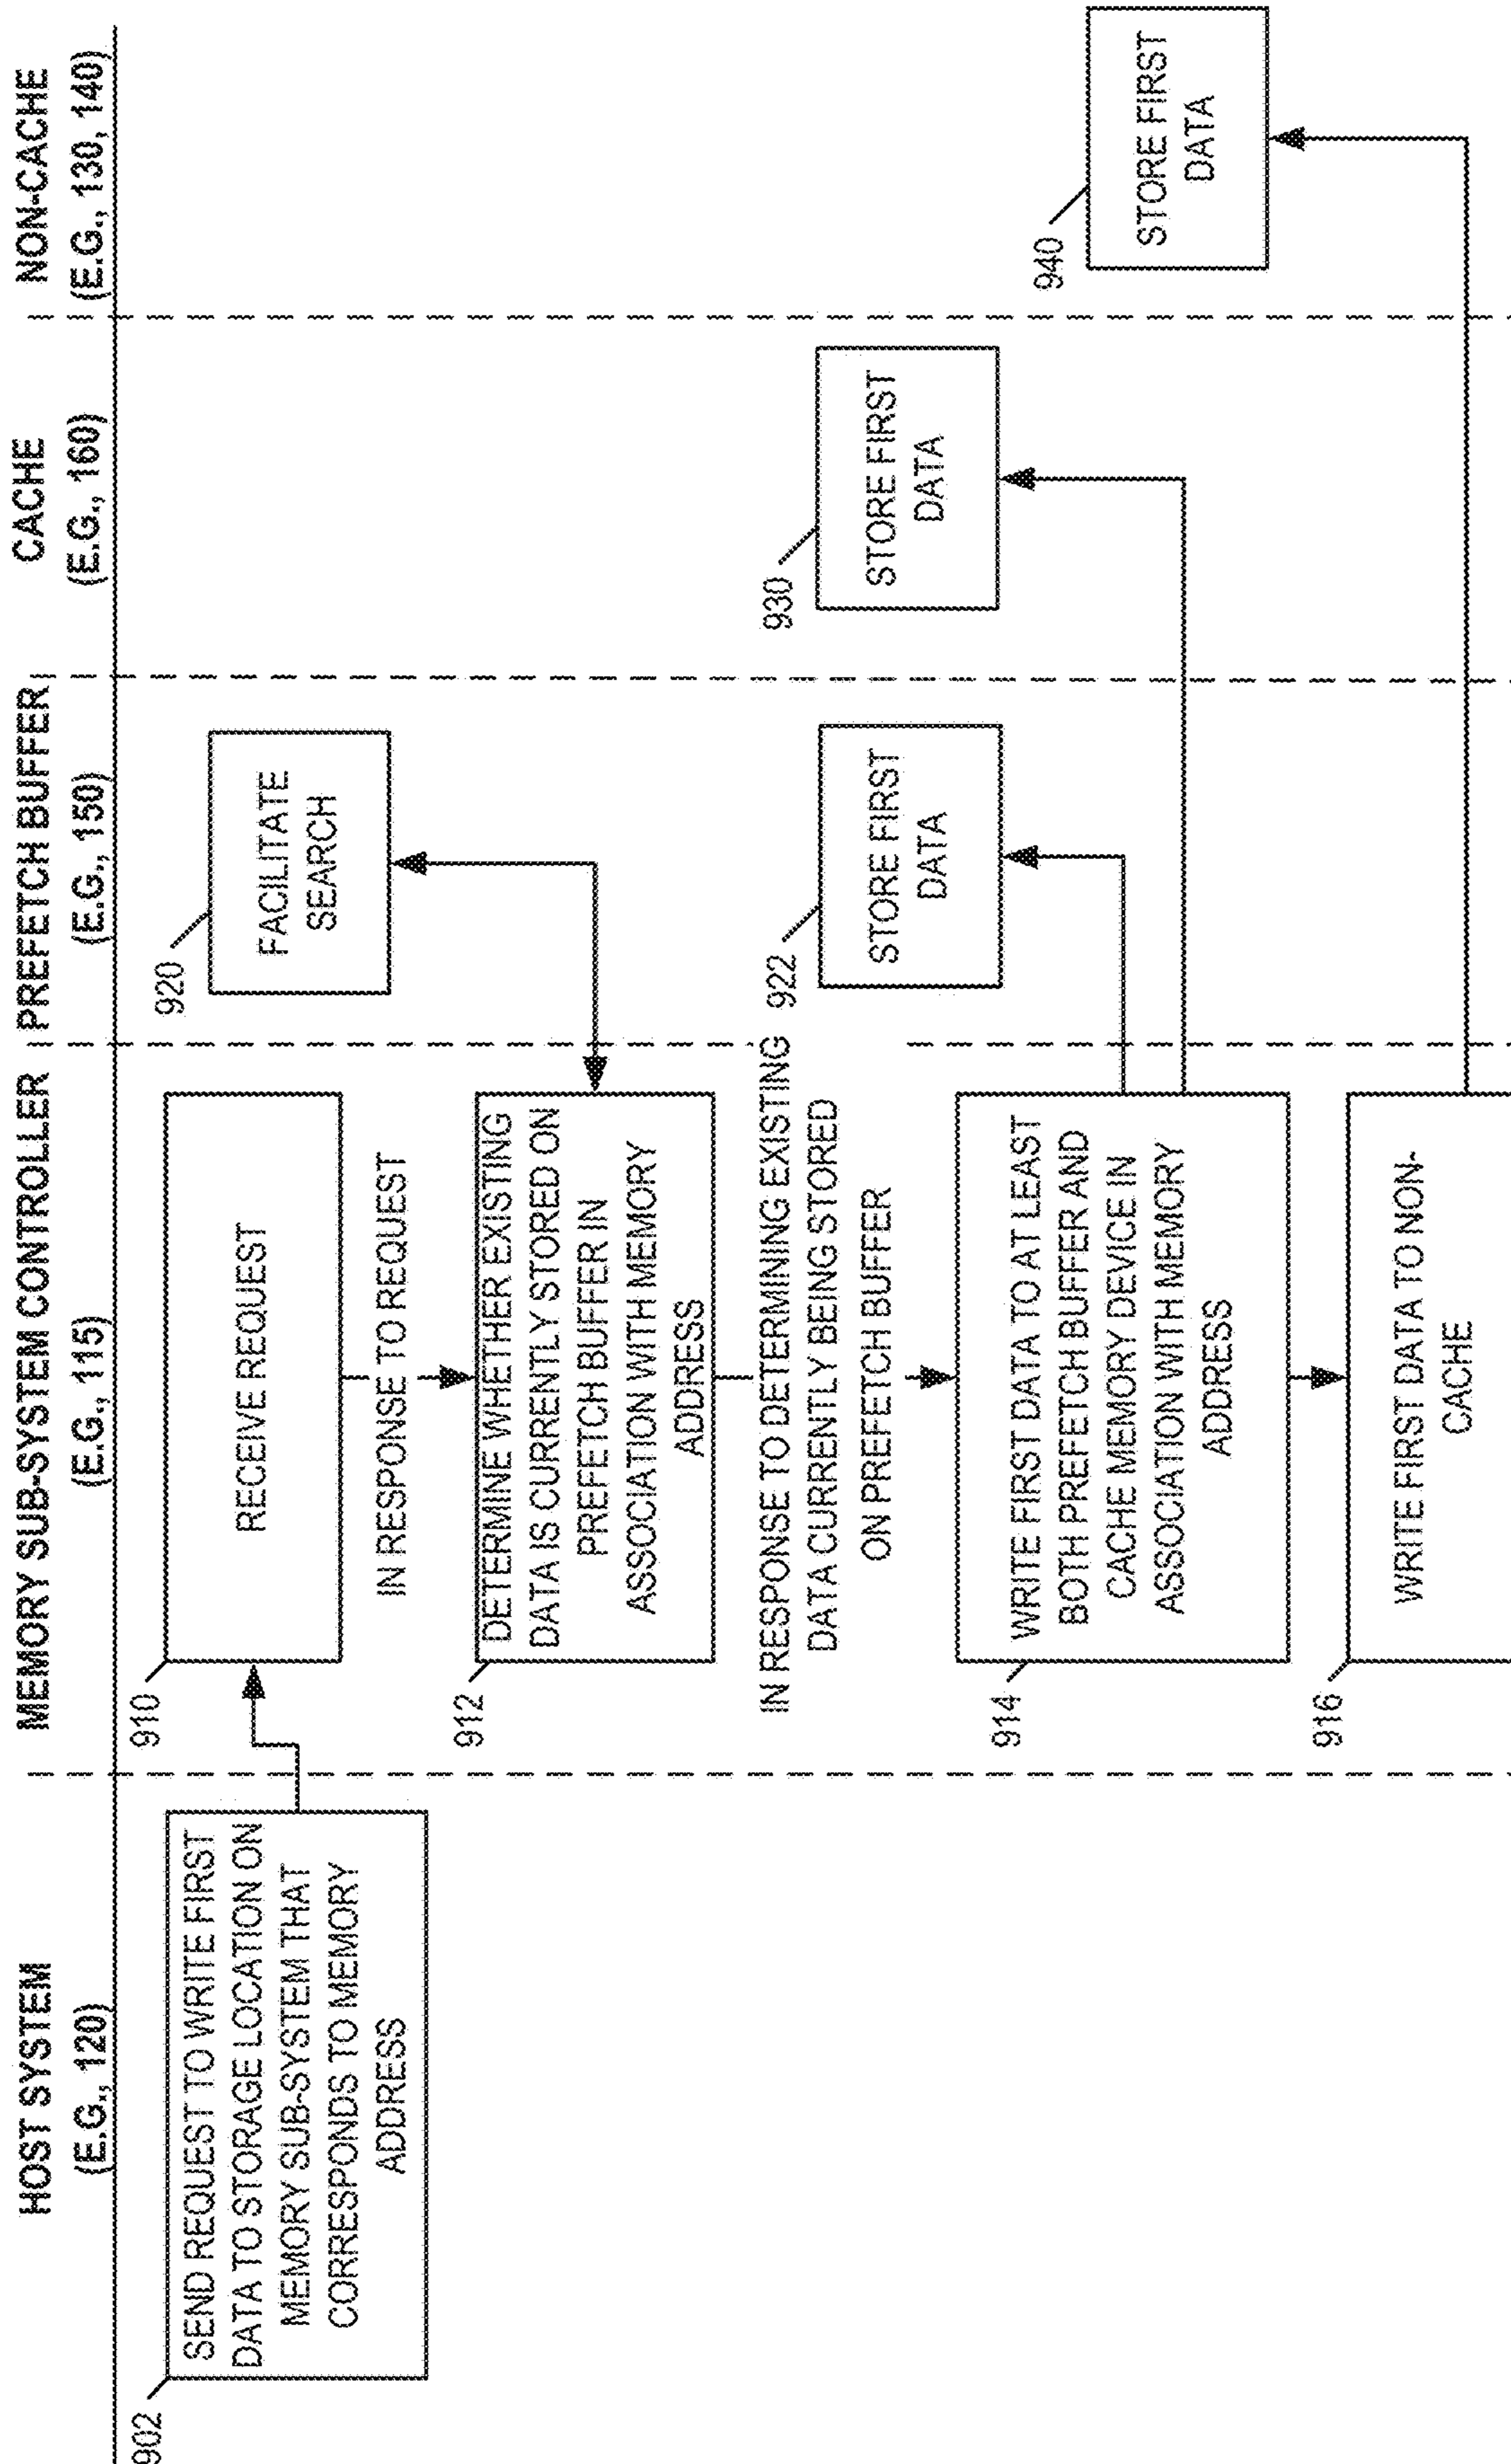 HOST SYSTEM
(E.G., 120)
MEMORY SUB-SYSTEM CONTROLLER
(E.G., 115)
PREFETCH BUFFER
(E.G., 150)
CACHE
(E.G., 160)
NON-CACHE
(E.G., 130, 140)
902
SEND REQUEST TO WRITE FIRST
DATA TO STORAGE LOCATION ON
MEMORY SUB-SYSTEM THAT
CORRESPONDS TO MEMORY
ADDRESS
910
RECEIVE REQUEST
IN RESPONSE TO REQUEST
912
DETERMINE WHETHER EXISTING
DATA IS CURRENTLY STORED ON
PREFETCH BUFFER IN
ASSOCIATION WITH MEMORY
ADDRESS
920
FACILITATE
SEARCH
IN RESPONSE TO DETERMINING EXISTING
DATA CURRENTLY BEING STORED
ON PREFETCH BUFFER
914
WRITE FIRST DATA TO AT LEAST
BOTH PREFETCH BUFFER AND
CACHE MEMORY DEVICE IN
ASSOCIATION WITH MEMORY
ADDRESS
922
STORE FIRST
DATA
930
STORE FIRST
DATA
916
WRITE FIRST DATA TO NON-
CACHE
940
STORE FIRST
DATA